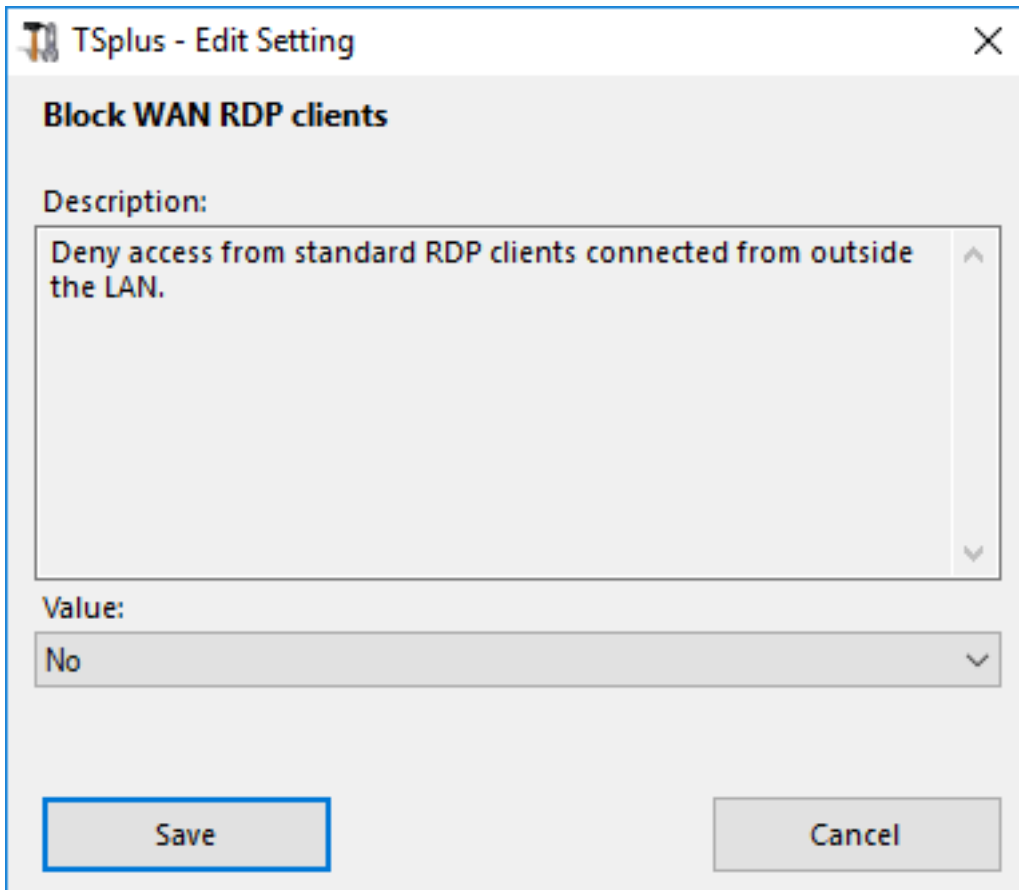 TSplus - Edit Setting
Block WAN RDP clients
Description:
Deny access from standard RDP clients connected from outside
the LAN.
Value:
No
Save
Cancel